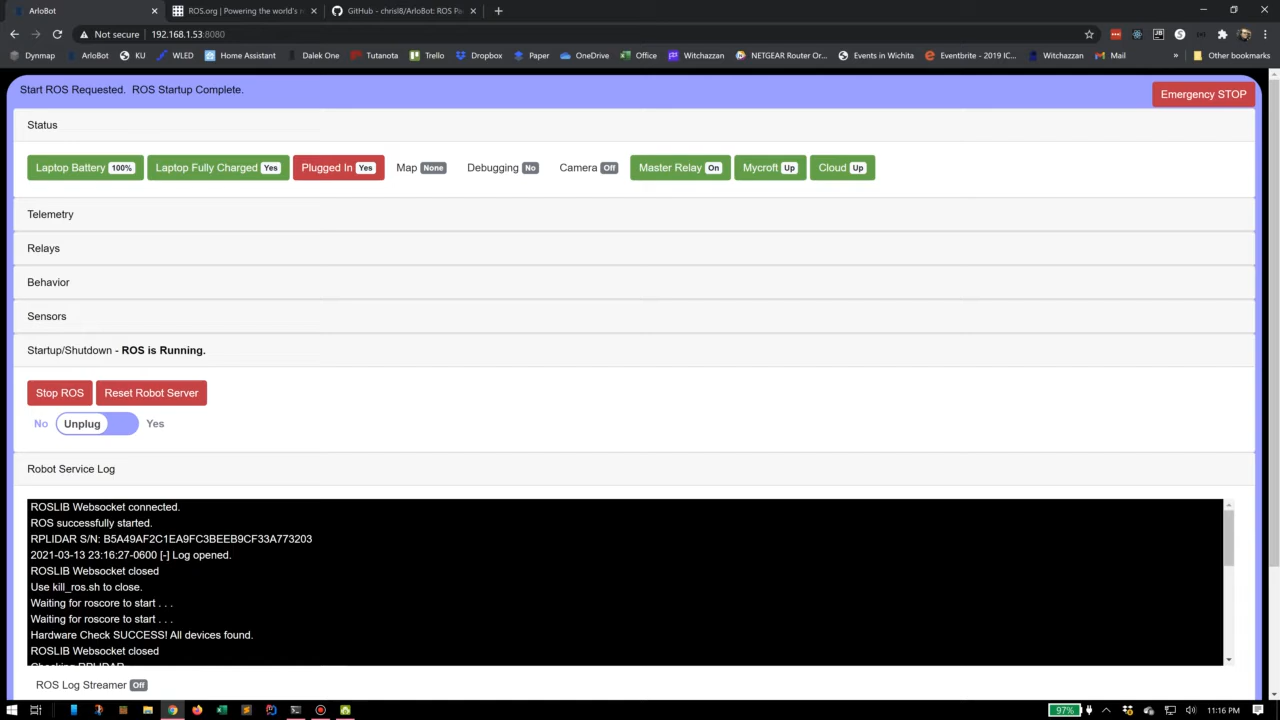 ArloBot
ROS.org | Powering the world's r
GitHub - chrisl8/ArloBot: ROS Pa
Not secure
192.168.1.53:8080
Dynmap
ArloBot
KU
WLED
Home Assistant
Dalek One
Tutanota
Trello
Dropbox
Paper
OneDrive
Office
Witchazzan
NETGEAR Router Or...
Events in Wichita
Eventbrite - 2019 IC...
Witchazzan
Mail
»
Other bookmarks
Start ROS Requested. ROS Startup Complete.
Emergency STOP
Status
Laptop Battery 100%
Laptop Fully Charged Yes
Plugged In Yes
Map None
Debugging No
Camera Off
Master Relay On
Mycroft Up
Cloud Up
Telemetry
Relays
Behavior
Sensors
Startup/Shutdown - ROS is Running.
Stop ROS
Reset Robot Server
No
Unplug
Yes
Robot Service Log
ROSLIB Websocket connected.
ROS successfully started.
RPLIDAR S/N: B5A49AF2C1EA9FC3BEEB9CF33A773203
2021-03-13 23:16:27-0600 [-] Log opened.
ROSLIB Websocket closed
Use kill_ros.sh to close.
Waiting for roscore to start . . .
Waiting for roscore to start . . .
Hardware Check SUCCESS! All devices found.
ROSLIB Websocket closed
Checking RPLIDAR
ROS Log Streamer Off
97%
11:16 PM